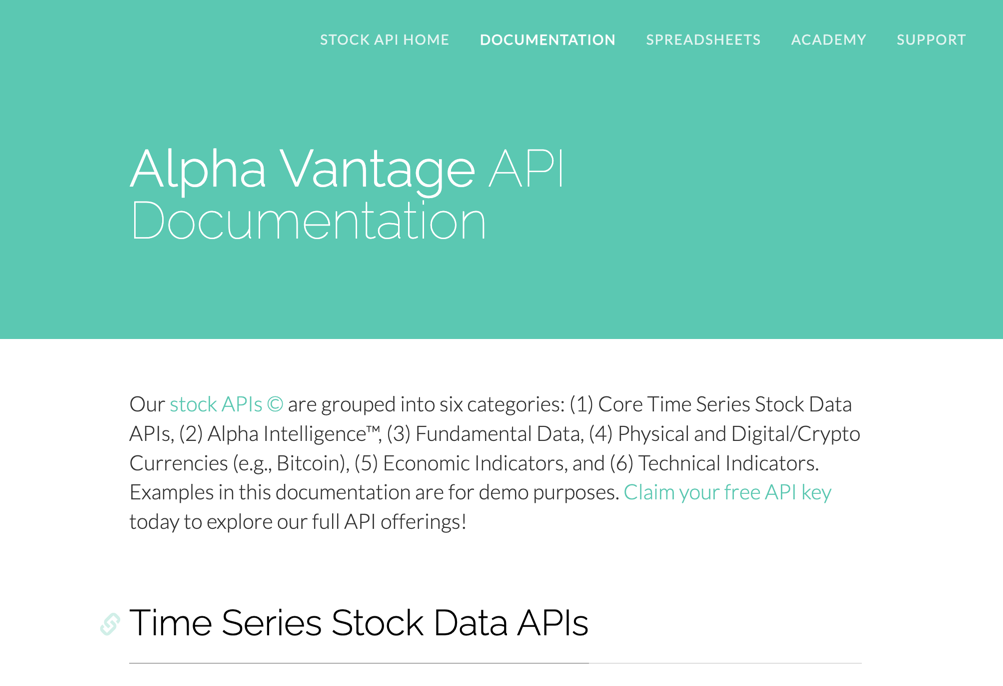 STOCK API HOME DOCUMENTATION SPREADSHEETS ACADEMY SUPPORT
Alpha Vantage API
Documentation
Our stock APIs © are grouped into six categories: (1) Core Time Series Stock Data
APIs, (2) Alpha Intelligence™, (3) Fundamental Data, (4) Physical and Digital/Crypto
Currencies (e.g., Bitcoin), (5) Economic Indicators, and (6) Technical Indicators.
Examples in this documentation are for demo purposes. Claim your free API key
today to explore our full API offerings!
Time Series Stock Data APIs